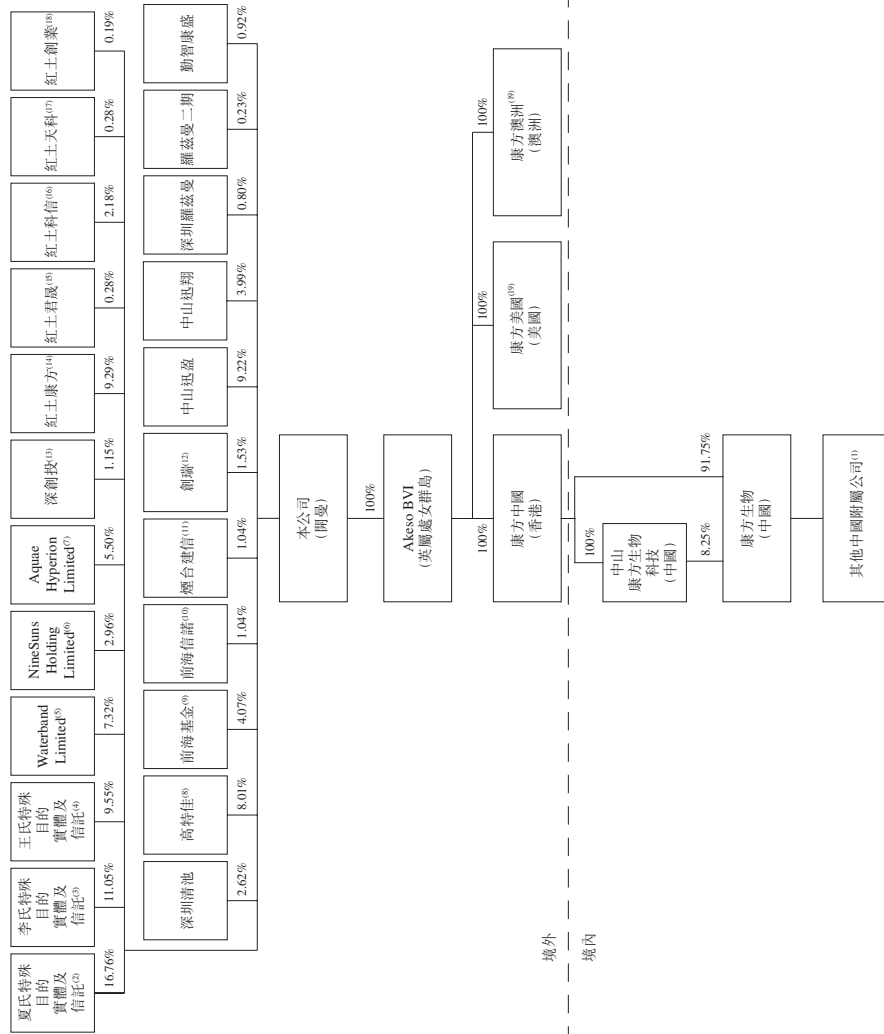 夏氏特殊
目的
實體及
信託(2)
李氏特殊
目的
實體及
信託(3)
王氏特殊
目的
實體及
信託(4)
Waterband
Limited(5)
NineSuns
Holding
Limited(6)
Aquae
Hyperion
Limited(7)
深創投(13)
紅土康方(14)
紅土君晟(15)
紅土科信(16)
紅土天科(17)
紅土創業(18)
16.76%
11.05%
9.55%
7.32%
2.96%
5.50%
1.15%
9.29%
0.28%
2.18%
0.28%
0.19%
深圳清池
高特佳(8)
前海基金(9)
前海信諾(10)
煙台建信(11)
創瑞(12)
中山迅盈
中山迅翔
深圳羅茲曼
羅茲曼二期
勤智康盛
2.62%
8.01%
4.07%
1.04%
1.04%
1.53%
9.22%
3.99%
0.80%
0.23%
0.92%
本公司
(開曼)
100%
Akeso BVI
(英屬處女群島)
100%
100%
100%
康方中國
(香港)
康方美國(19)
(美國)
康方澳洲(19)
(澳洲)
境外
境內
100%
中山
康方生物
科技
(中國)
8.25%
91.75%
康方生物
(中國)
其他中國附屬公司(1)